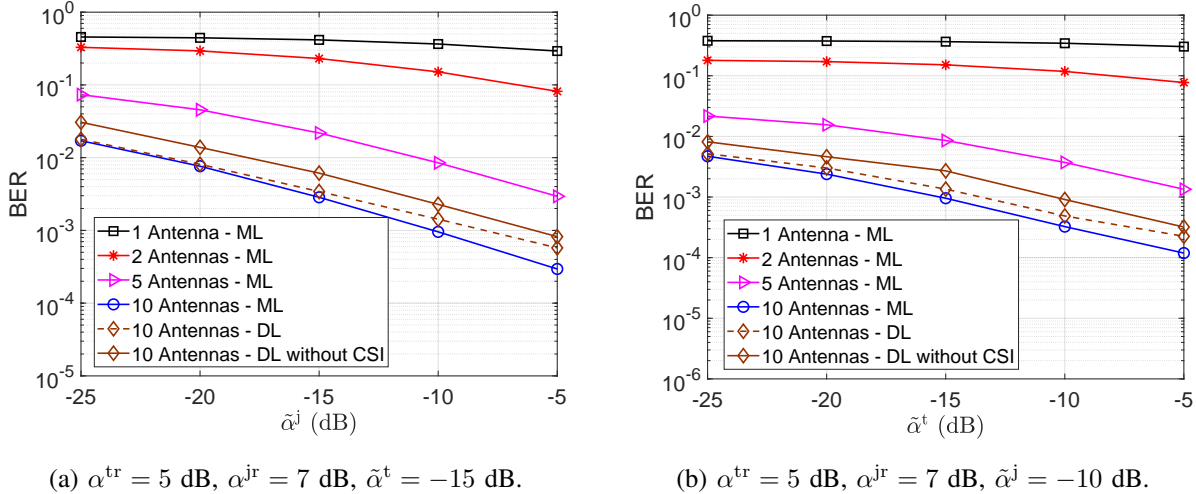 10^0
10^-1
10^-2
10^-3
10^-4
10^-5
BER
1 Antenna - ML
2 Antennas - ML
5 Antennas - ML
10 Antennas - ML
10 Antennas - DL
10 Antennas - DL without CSI
-25 -20 -15 -10 -5
α̃^j (dB)
(a) α^tr = 5 dB, α^jr = 7 dB, α̃^t = −15 dB.
10^0
10^-1
10^-2
10^-3
10^-4
10^-5
10^-6
BER
1 Antenna - ML
2 Antennas - ML
5 Antennas - ML
10 Antennas - ML
10 Antennas - DL
10 Antennas - DL without CSI
-25 -20 -15 -10 -5
α̃^t (dB)
(b) α^tr = 5 dB, α^jr = 7 dB, α̃^j = −10 dB.